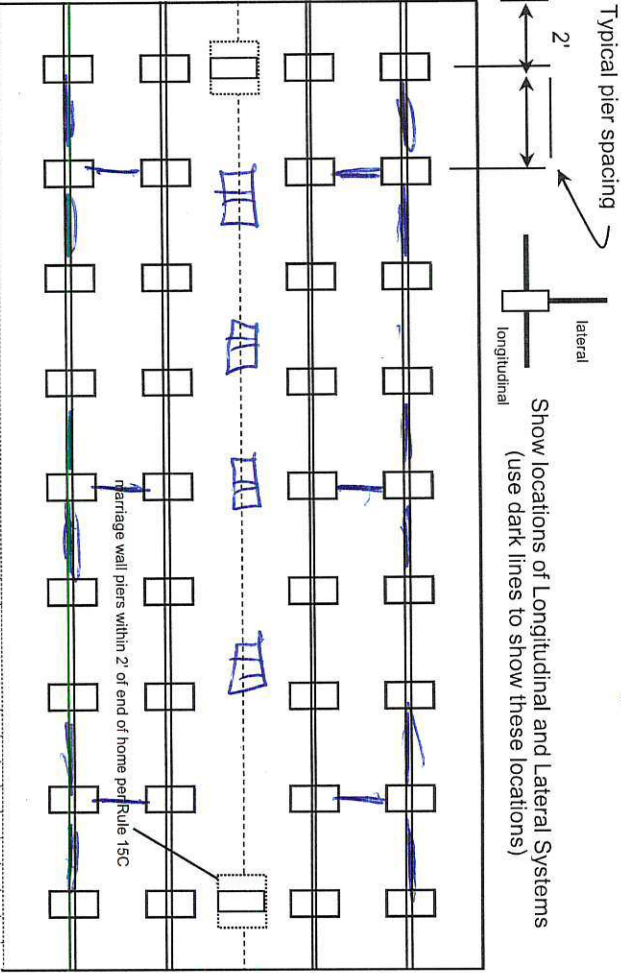 Typical pier spacing
2'
lateral
longitudinal
Show locations of Longitudinal and Lateral Systems
(use dark lines to show these locations)
marriage wall piers within 2' of end of home per Rule 15C